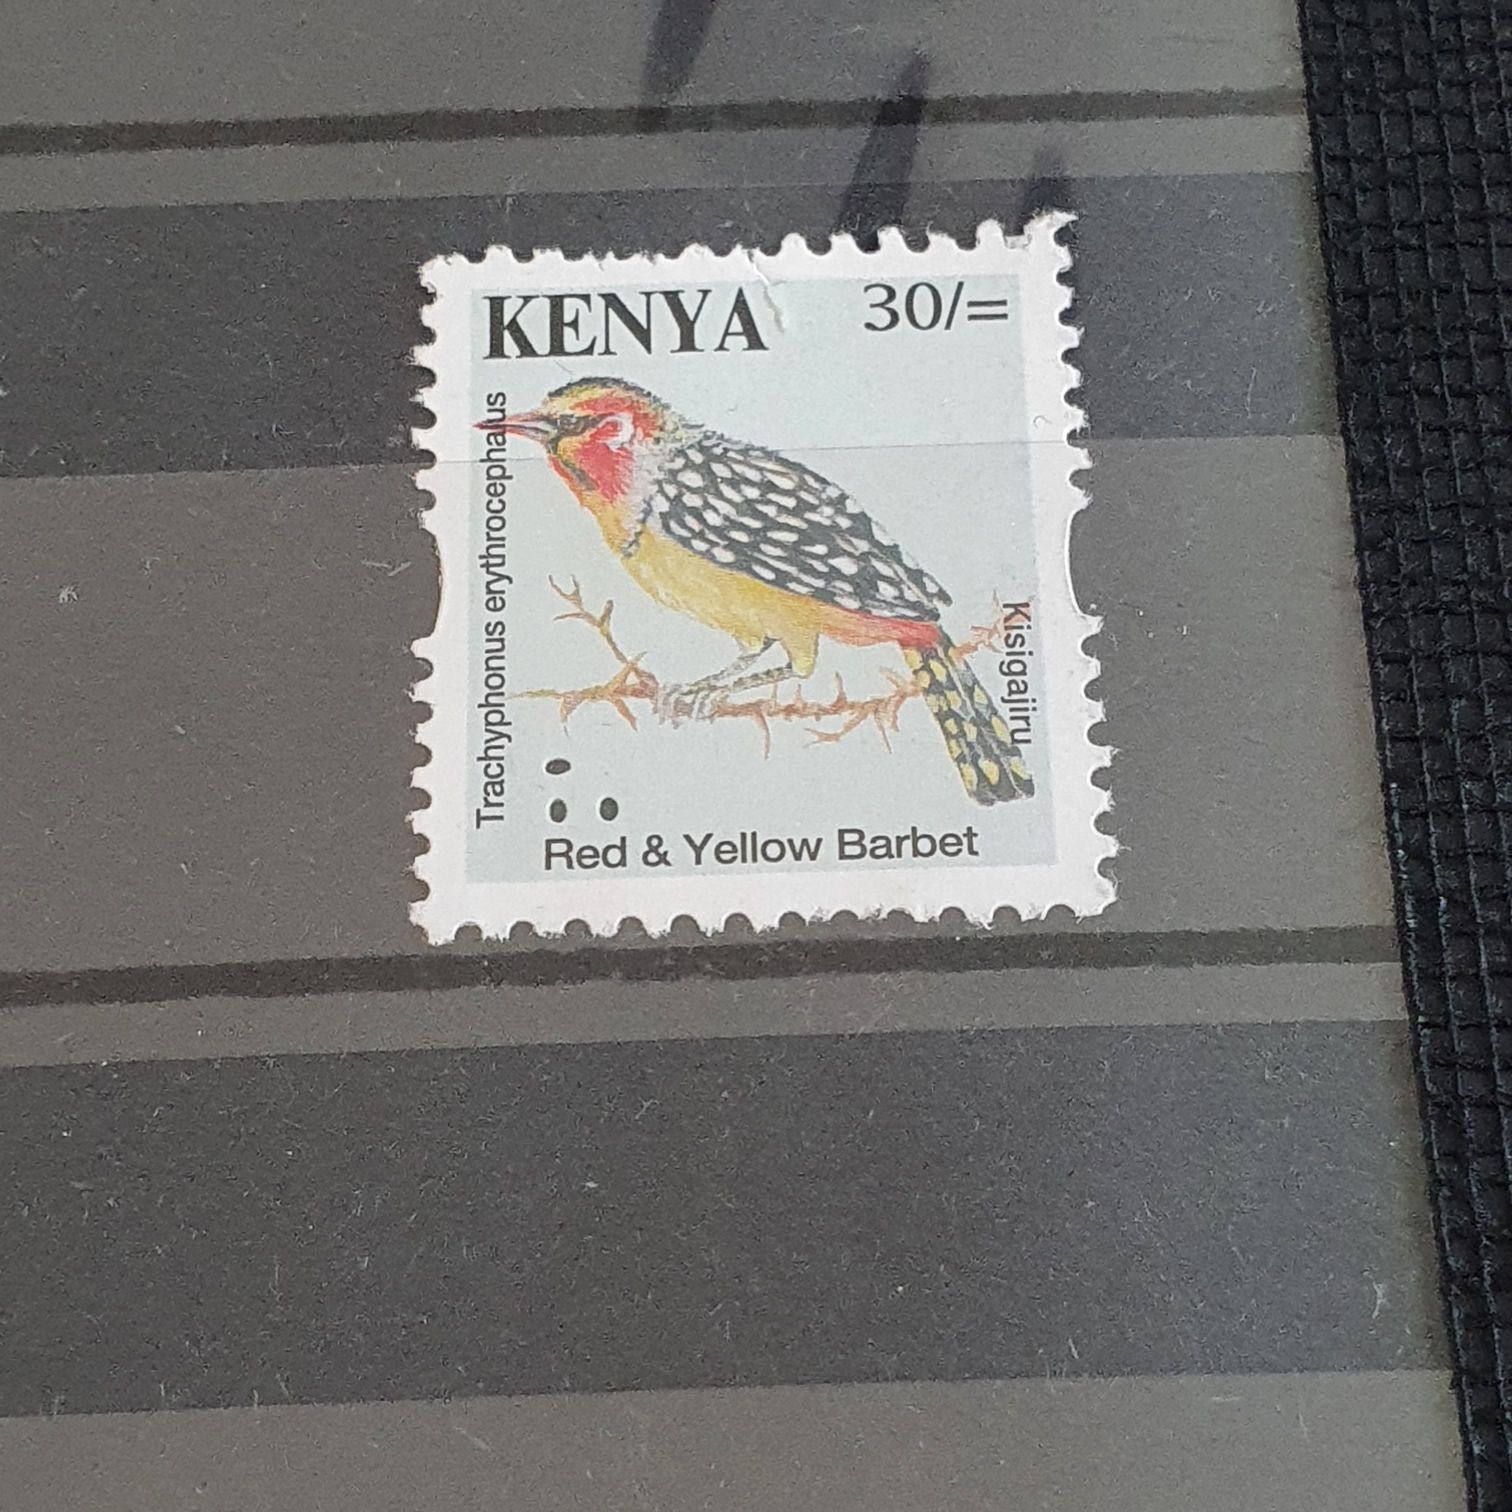 KENYA 30/=
Trachyphonus erythrocephalus
Kisigajiru
Red & Yellow Barbet